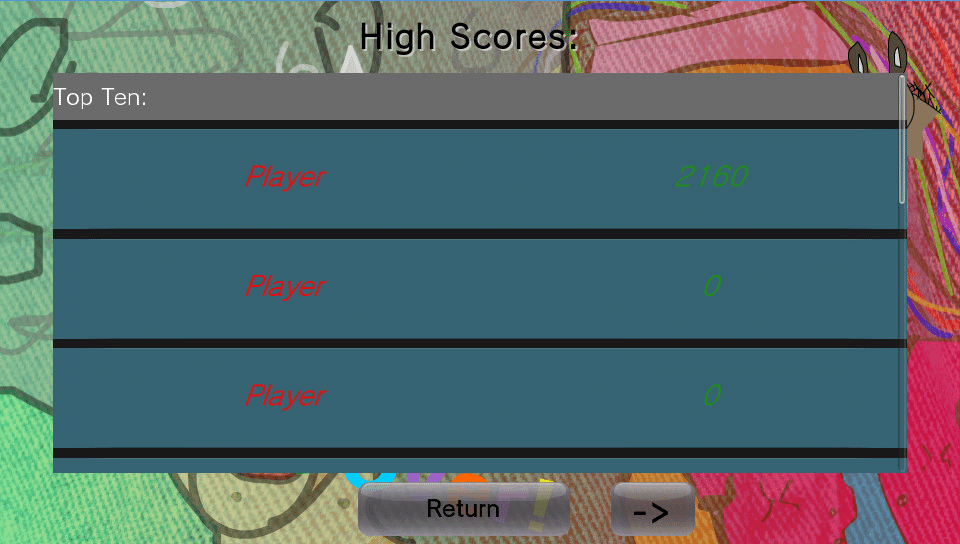 High Scores:
Top Ten:
Player 2160
Player 0
Player 0
Return ->